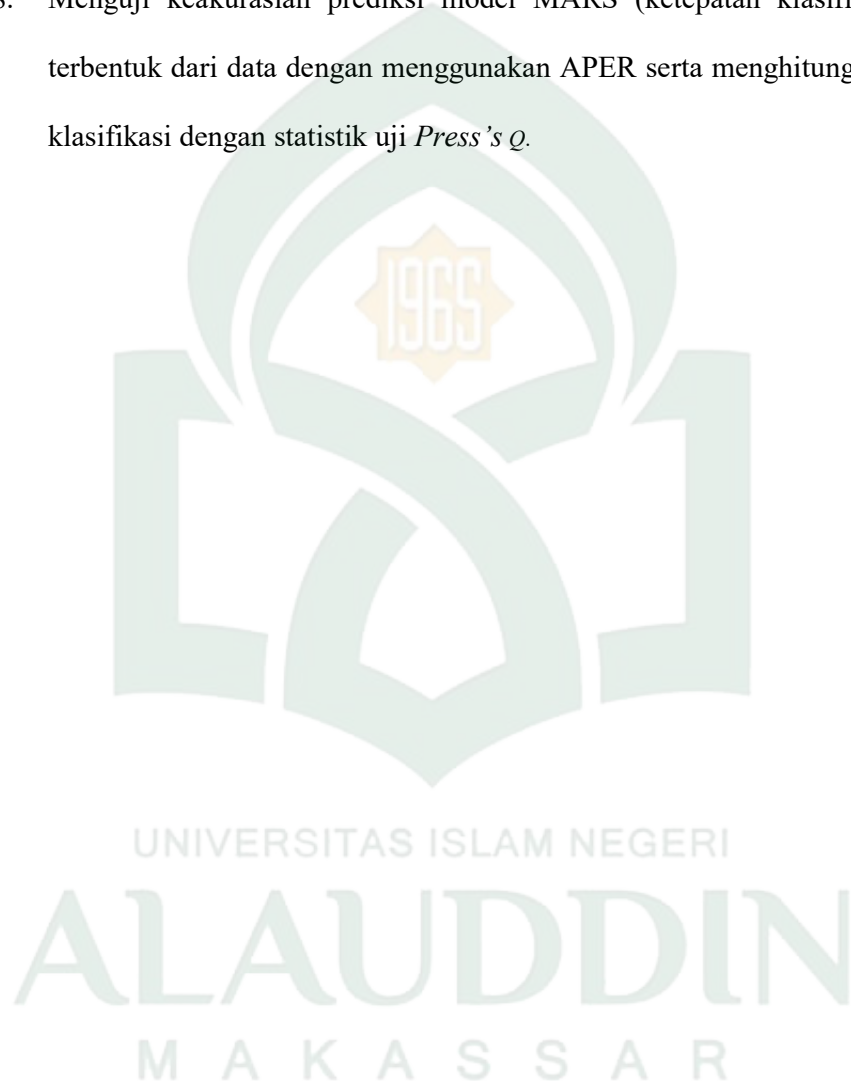 Menguji keakurasian prediksi model MARS (ketepatan
terbentuk dari data dengan menggunakan APER serta menghitung
klasifikasi dengan statistik uji Press’s Q.
1965
UNIVERSITAS ISLAM NEGERI
ALAUDDIN
MAKASSAR